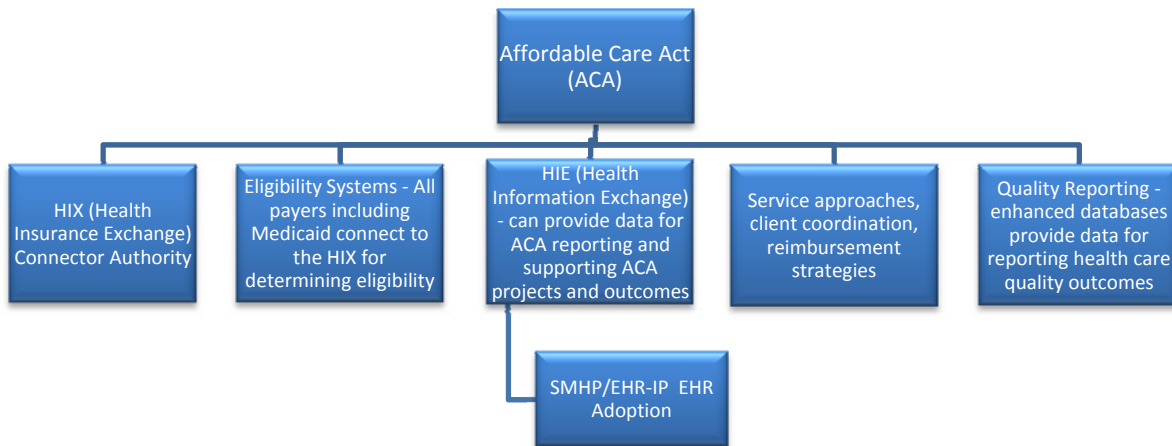 Affordable Care Act
(ACA)
HIX (Health
Insurance Exchange)
Connector Authority
Eligibility Systems - All
payers including
Medicaid connect to
the HIX for
determining eligibility
HIE (Health
Information Exchange)
- can provide data for
ACA reporting and
supporting ACA
projects and outcomes
Service approaches,
client coordination,
reimbursement
strategies
Quality Reporting -
enhanced databases
provide data for
reporting health care
quality outcomes
SMHP/EHR-IP EHR
Adoption